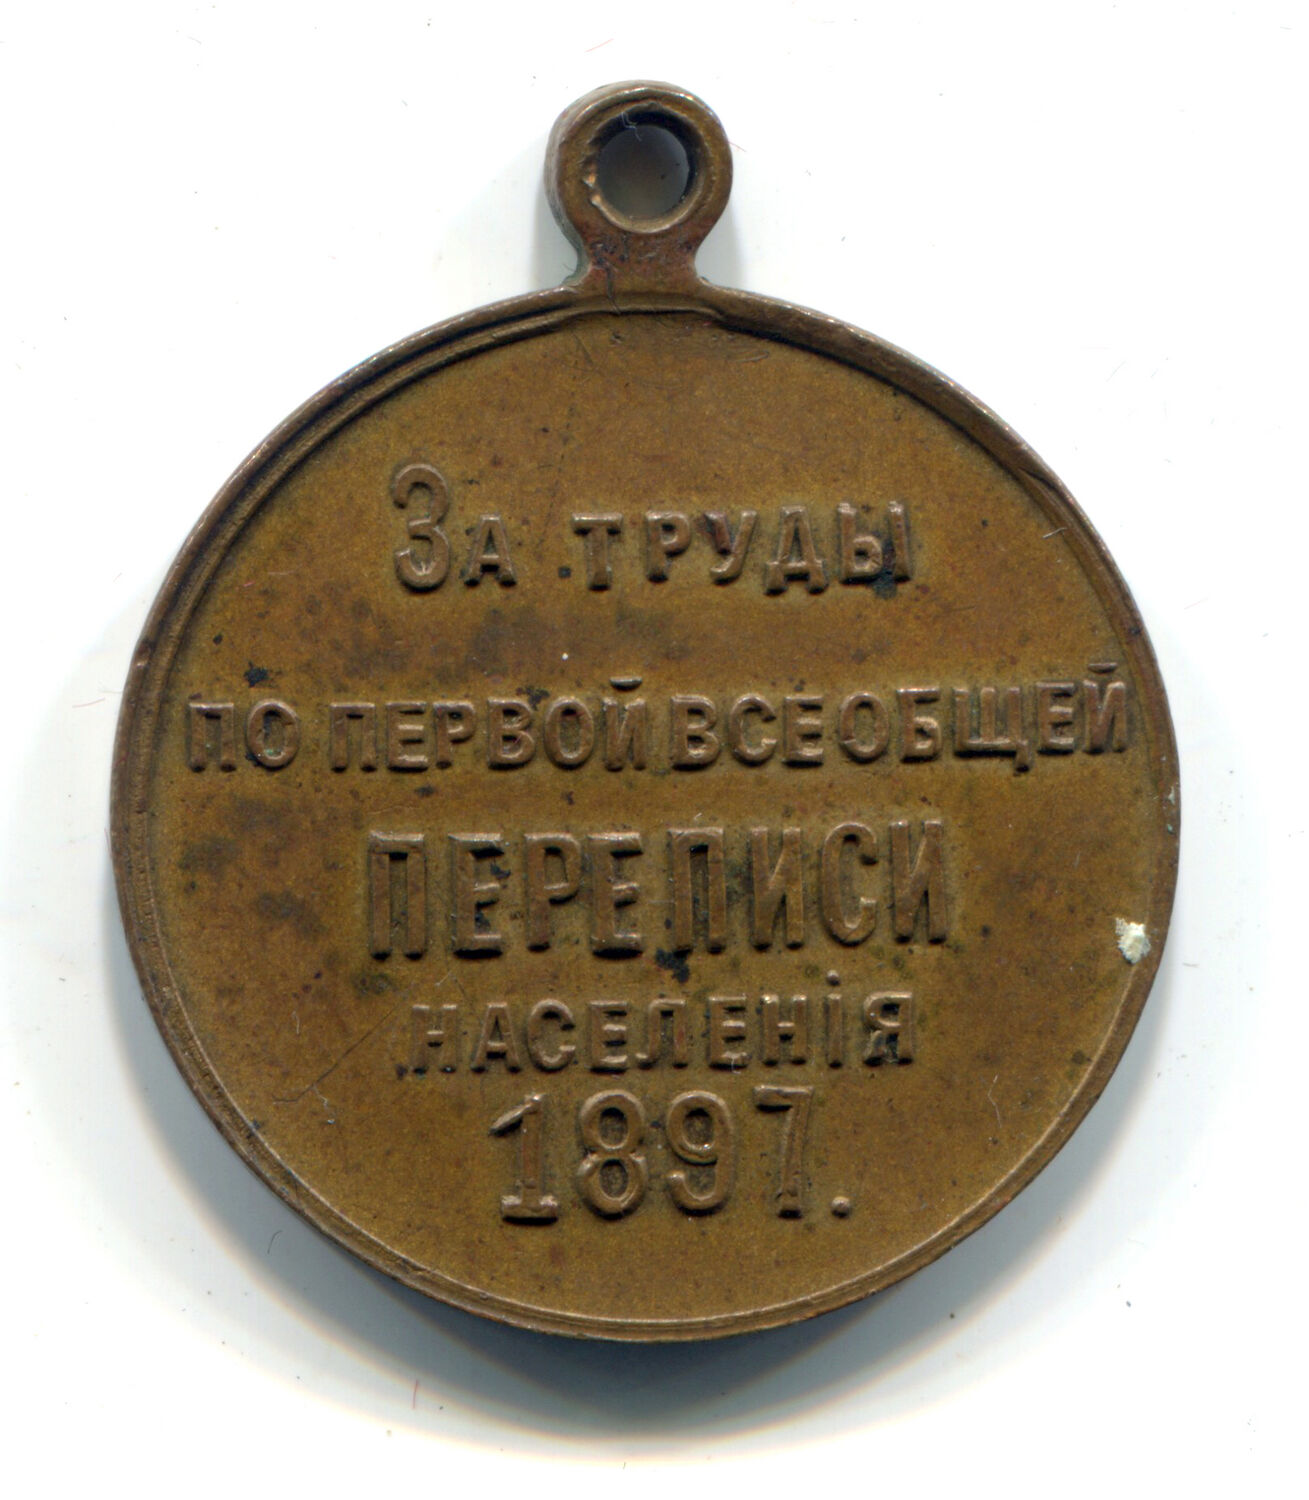 За труды
по первой всеобщей
переписи
населенія
1897.